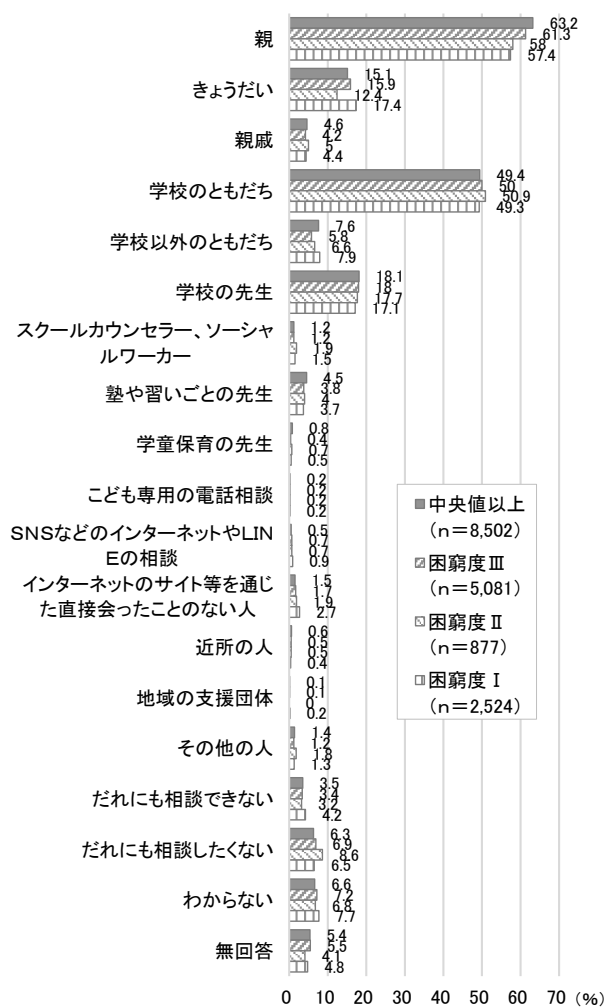 親
63.2
61.3
58
57.4
きょうだい
15.1
15.9
12.4
17.4
親戚
4.6
4.2
5
4.4
学校のともだち
49.4
50
50.9
49.3
学校以外のともだち
7.6
5.8
6.6
7.9
学校の先生
18.1
18
17.7
17.1
スクールカウンセラー、ソーシャ
ルワーカー
1.2
1.2
1.9
1.5
塾や習いごとの先生
4.5
3.8
4
3.7
学童保育の先生
0.8
0.4
0.7
0.5
こども専用の電話相談
0.2
0.2
0.2
0.2
SNSなどのインターネットやLIN
Eの相談
0.5
0.7
0.7
0.9
インターネットのサイト等を通じ
た直接会ったことのない人
1.5
1.7
1.9
2.7
近所の人
0.6
0.5
0.5
0.4
地域の支援団体
0.1
0.1
0
0.2
その他の人
1.4
1.2
1.8
1.3
だれにも相談できない
3.5
3.4
3.2
4.2
だれにも相談したくない
6.3
6.9
8.6
6.5
わからない
6.6
7.2
6.8
7.7
無回答
5.4
5.5
4.1
4.8
中央値以上
(n=8,502)
困窮度Ⅲ
(n=5,081)
困窮度Ⅱ
(n=877)
困窮度Ⅰ
(n=2,524)
0 10 20 30 40 50 60 70 (%)